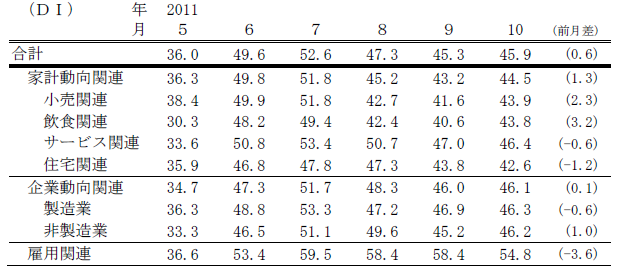 （ＤＩ） 年 2011
月 5 6 7 8 9 10 (前月差)
合計 36.0 49.6 52.6 47.3 45.3 45.9 (0.6)
家計動向関連 36.3 49.8 51.8 45.2 43.2 44.5 (1.3)
小売関連 38.4 49.9 51.8 42.7 41.6 43.9 (2.3)
飲食関連 30.3 48.2 49.4 42.4 40.6 43.8 (3.2)
サービス関連 33.6 50.8 53.4 50.7 47.0 46.4 (-0.6)
住宅関連 35.9 46.8 47.8 47.3 43.8 42.6 (-1.2)
企業動向関連 34.7 47.3 51.7 48.3 46.0 46.1 (0.1)
製造業 36.3 48.8 53.3 47.2 46.9 46.3 (-0.6)
非製造業 33.3 46.5 51.1 49.6 45.2 46.2 (1.0)
雇用関連 36.6 53.4 59.5 58.4 58.4 54.8 (-3.6)